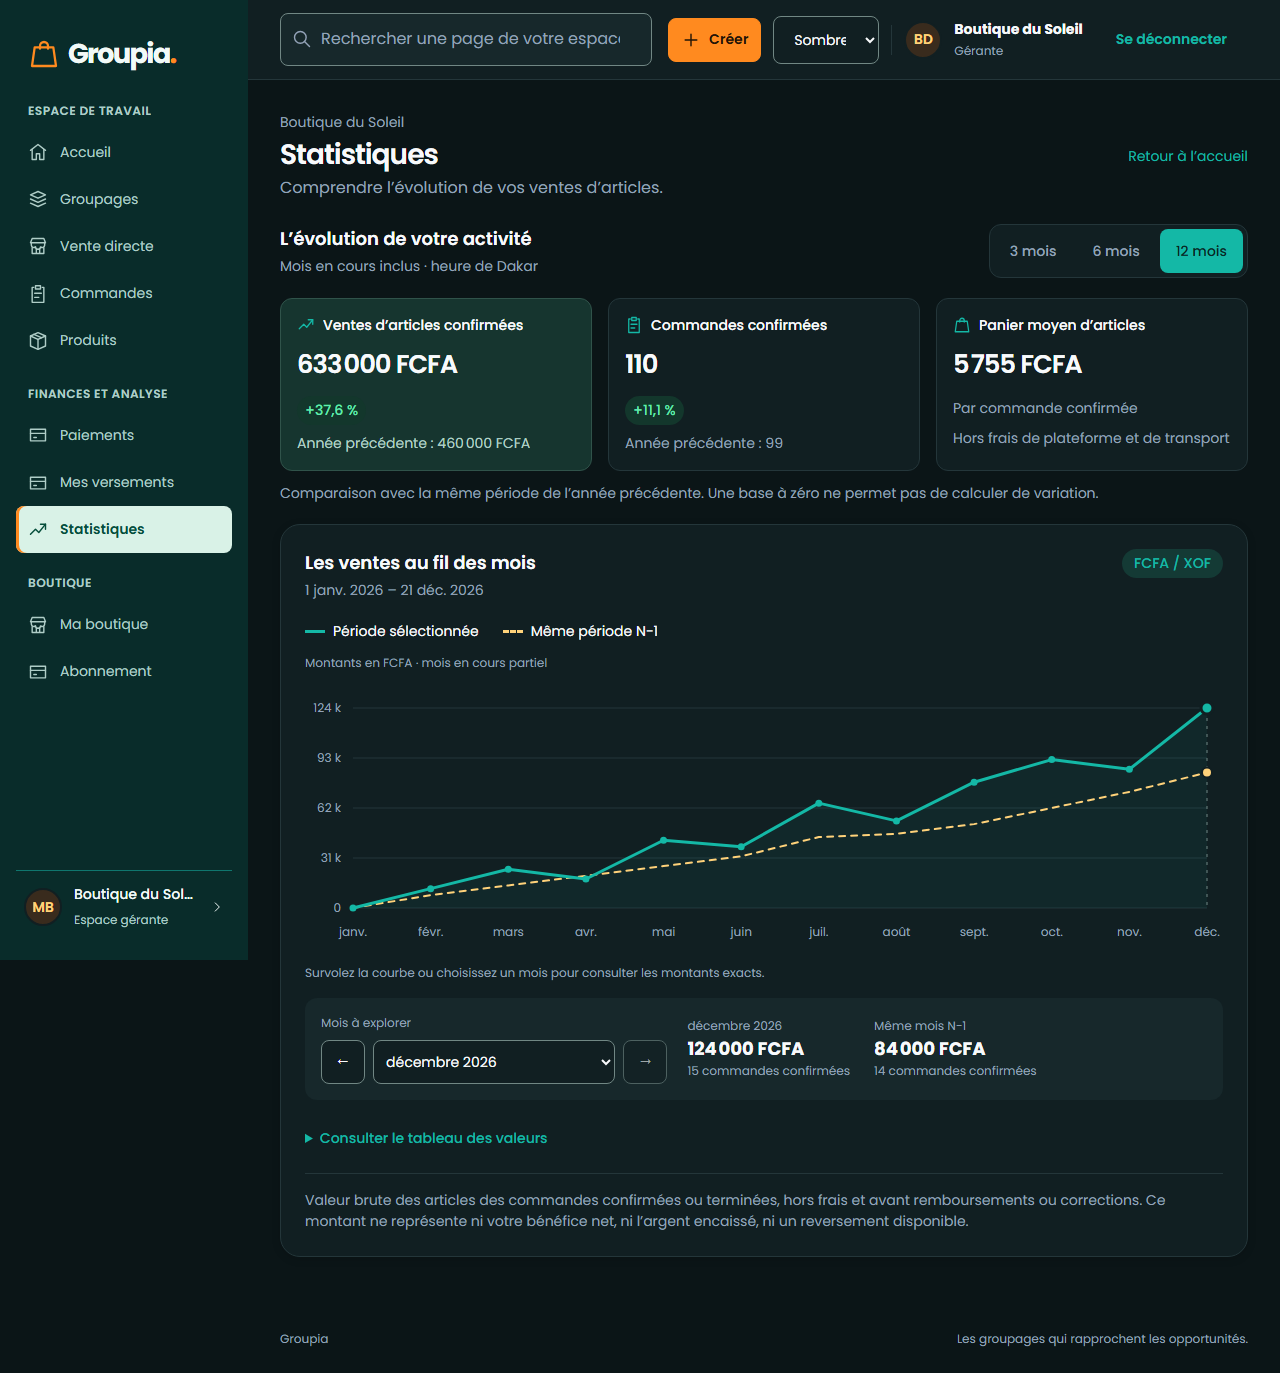 Groupia.
ESPACE DE TRAVAIL
Accueil
Groupages
Vente directe
Commandes
Produits
FINANCES ET ANALYSE
Paiements
Mes versements
Statistiques
BOUTIQUE
Ma boutique
Abonnement
MB
Boutique du Sol...
Espace gérante
Rechercher une page de votre espac
+ Créer
Sombre
BD
Boutique du Soleil
Gérante
Se déconnecter
Boutique du Soleil
Statistiques
Comprendre l’évolution de vos ventes d’articles.
Retour à l’accueil
L’évolution de votre activité
Mois en cours inclus · heure de Dakar
3 mois
6 mois
12 mois
Ventes d’articles confirmées
633 000 FCFA
+37,6 %
Année précédente : 460 000 FCFA
Commandes confirmées
110
+11,1 %
Année précédente : 99
Panier moyen d’articles
5 755 FCFA
Par commande confirmée
Hors frais de plateforme et de transport
Comparaison avec la même période de l’année précédente. Une base à zéro ne permet pas de calculer de variation.
Les ventes au fil des mois
1 janv. 2026 – 21 déc. 2026
FCFA / XOF
Période sélectionnée
Même période N-1
Montants en FCFA · mois en cours partiel
124 k
93 k
62 k
31 k
0
janv. févr. mars avr. mai juin juil. août sept. oct. nov. déc.
Survolez la courbe ou choisissez un mois pour consulter les montants exacts.
Mois à explorer
←
décembre 2026
→
décembre 2026
124 000 FCFA
15 commandes confirmées
Même mois N-1
84 000 FCFA
14 commandes confirmées
Consulter le tableau des valeurs
Valeur brute des articles des commandes confirmées ou terminées, hors frais et avant remboursements ou corrections. Ce
montant ne représente ni votre bénéfice net, ni l’argent encaissé, ni un reversement disponible.
Groupia
Les groupages qui rapprochent les opportunités.